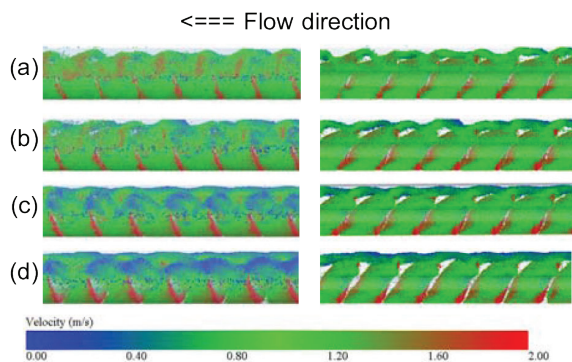 <=== Flow direction
(a)
(b)
(c)
(d)
Velocity (m/s)
0.00 0.40 0.80 1.20 1.60 2.00